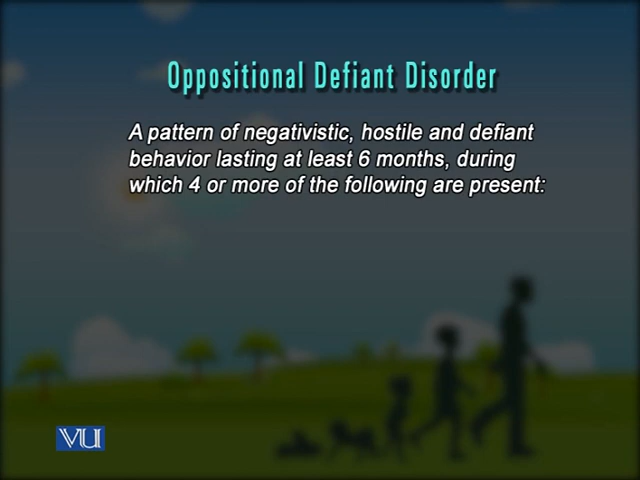 Oppositional Defiant Disorder
A pattern of negativistic, hostile and defiant
behavior lasting at least 6 months, during
which 4 or more of the following are present:
VU